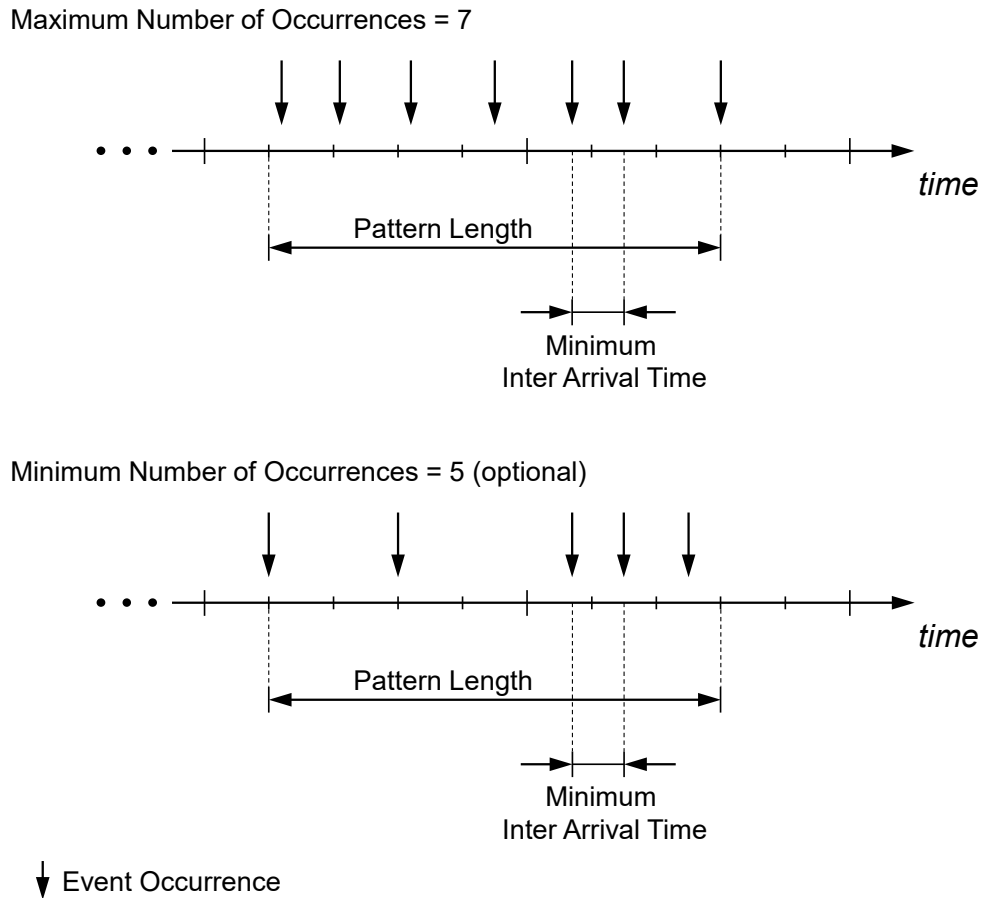 Maximum Number of Occurrences = 7
time
Pattern Length
Minimum
Inter Arrival Time
Minimum Number of Occurrences = 5 (optional)
time
Pattern Length
Minimum
Inter Arrival Time
Event Occurrence